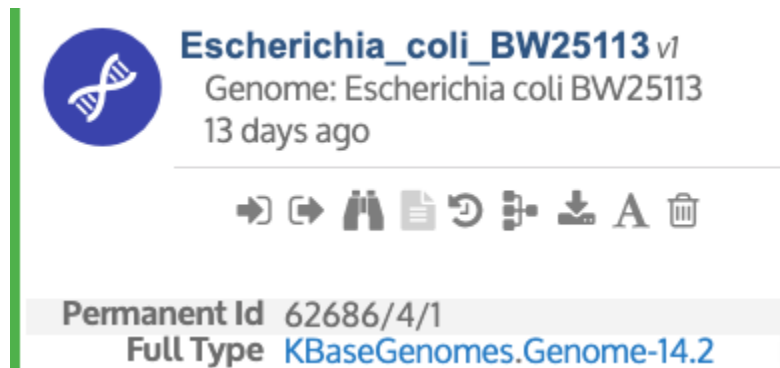 Escherichia_coli_BW25113 v1
Genome: Escherichia coli BW25113
13 days ago
A
Permanent Id 62686/4/1
Full Type KBaseGenomes.Genome-14.2